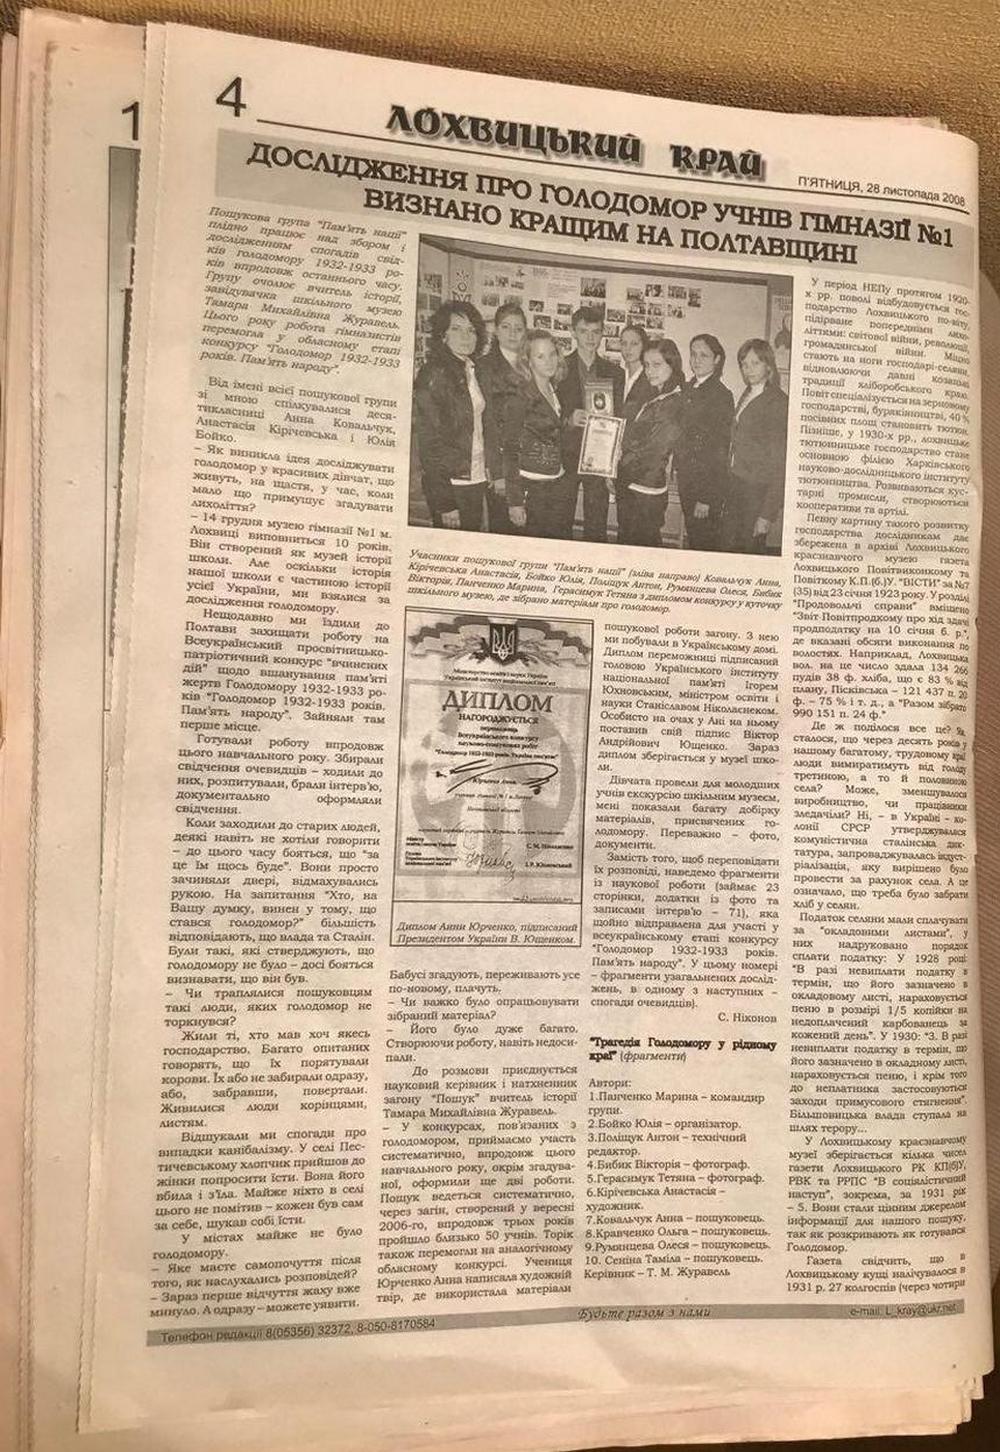 1
4
ЛОХВИЦЬКИЙ КРАЙ
П'ЯТНИЦЯ, 28 листопада 2008
ДОСЛІДЖЕННЯ ПРО ГОЛОДОМОР УЧНІВ ГІМНАЗІЇ №1
ВИЗНАНО КРАЩИМ НА ПОЛТАВЩИНІ
Пошукова група "Пам'ять нації"
плідно працює над збором і
дослідженням спогадів свід-
ків голодомору 1932-1933 ро-
ків впродовж останнього часу.
Групу очолює вчитель історії,
завідувачка шкільного музею
Тамара Михайлівна Журавель.
Цього року робота гімназистів
перемогла у обласному етапі
конкурсу "Голодомор 1932-1933
років. Пам'ять народу".
Від імені всієї пошукової групи
зі мною спілкувалися деся-
тикласниці Анна Ковальчук,
Анастасія Кірічевська і Юлія
Бойко.
– Як виникла ідея досліджувати
голодомор у красивих дівчат, що
живуть, на щастя, у час, коли
мало що примушує згадувати
лихоліття?
– 14 грудня музею гімназії №1 м.
Лохвиці виповниться 10 років.
Він створений як музей історії
школи. Але оскільки історія
нашої школи є частиною історії
усієї України, ми взялися за
дослідження голодомору.
Нещодавно ми їздили до
Полтави захищати роботу на
Всеукраїнський просвітницько-
патріотичний конкурс "вчинених
дій" щодо вшанування пам'яті
жертв Голодомору 1932-1933 ро-
ків "Голодомор 1932-1933 років.
Пам'ять народу". Зайняли там
перше місце.
Готували роботу впродовж
цього навчального року. Збирали
свідчення очевидців – ходили до
них, розпитували, брали інтерв'ю,
документально оформляли
свідчення.
Коли заходили до старих людей,
деякі навіть не хотіли говорити
– до цього часу бояться, що "за
це їм щось буде". Вони просто
зачиняли двері, відмахувались
рукою. На запитання "Хто, на
Вашу думку, винен у тому, що
стався голодомор?" більшість
відповідають, що влада та Сталін.
Були такі, які стверджують, що
голодомору не було – досі бояться
визнавати, що він був.
– Чи траплялися пошуковцям
такі люди, яких голодомор не
торкнувся?
Жили ті, хто мав хоч якесь
господарство. Багато опитаних
говорять, що їх порятували
корови. Їх або не забирали одразу,
або, забравши, повертали.
Живилися люди корінцями,
листям.
Відшукали ми спогади про
випадки канібалізму. У селі Пес-
тичевському хлопчик прийшов до
жінки попросити їсти. Вона його
вбила і з'їла. Майже ніхто в селі
цього не помітив – кожен був сам
за себе, шукав собі їсти.
У містах майже не було
голодомору.
– Яке маєте самопочуття після
того, як наслухались розповідей?
– Зараз перше відчуття жаху вже
минуло. А одразу – можете уявити.
Учасники пошукової групи "Пам'ять нації" (зліва направо) Ковальчук Анна,
Кірічевська Анастасія, Бойко Юлія, Поліщук Антон, Румянцева Олеся, Бибик
Вікторія, Панченко Марина, Герасимук Тетяна з дипломом конкурсу у куточку
шкільного музею, де зібрано матеріали про голодомор.
Міністерство освіти і науки України
Український інститут національної пам'яті
ДИПЛОМ
НАГОРОДЖУЄТЬСЯ
переможець
Всеукраїнського конкурсу
науково-пошукових робіт
"Голодомор 1932-1933 років. Україна пам'ятає"
Юрченко Анна
Полтавської області
Міністр
освіти і науки України
С. М. Ніколаєнко
Голова
Українського інституту
національної пам'яті
І. Р. Юхновський
Диплом Анни Юрченко, підписаний
Президентом України В. Ющенком.
Бабусі згадують, переживають усе
по-новому, плачуть.
– Чи важко було опрацьовувати
зібраний матеріал?
– Його було дуже багато.
Створюючи роботу, навіть недоси-
пали.
До розмови приєднується
науковий керівник і натхненник
загону "Пошук" вчитель історії
Тамара Михайлівна Журавель.
– У конкурсах, пов'язаних з
голодомором, приймаємо участь
систематично, впродовж цього
навчального року, окрім згадува-
ної, оформили ще дві роботи.
Пошук ведеться систематично,
через загін, створений у вересні
2006-го, впродовж трьох років
пройшло близько 50 учнів. Торік
також перемогли на аналогічному
обласному конкурсі. Учениця
Юрченко Анна написала художній
твір, де використала матеріали
пошукової роботи загону. З нею
ми побували в Українському домі.
Диплом переможниці підписаний
головою Українського інституту
національної пам'яті Ігорем
Юхновським, міністром освіти і
науки Станіславом Ніколаєнком.
Особисто на очах у Ані на ньому
поставив свій підпис Віктор
Андрійович Ющенко. Зараз
диплом зберігається у музеї шко-
ли.
Дівчата провели для молодших
учнів екскурсію шкільним музеєм,
мені показали багату добірку
матеріалів, присвячених го-
лодомору. Переважно – фото,
документи.
Замість того, щоб переповідати
їх розповіді, наведемо фрагменти
із наукової роботи (займає 23
сторінки, додатки із фото та
записами інтерв'ю – 71), яка
щойно відправлена для участі у
всеукраїнському етапі конкурсу
"Голодомор 1932-1933 років.
Пам'ять народу". У цьому номері
– фрагменти узагальнених дослід-
жень, в одному з наступних –
спогади очевидців).
С. Ніконов
"Трагедія Голодомору у рідному
краї" (фрагменти)
Автори:
1.Панченко Марина – командир
групи.
2.Бойко Юлія – організатор.
3.Поліщук Антон – технічний
редактор.
4.Бибик Вікторія – фотограф.
5.Герасимук Тетяна – фотограф.
6.Кірічевська Анастасія –
художник.
7.Ковальчук Анна – пошуковець.
8.Кравченко Ольга – пошуковець.
9.Румянцева Олеся – пошуковець.
10. Сеніна Таміла – пошуковець.
Керівник – Т. М. Журавель
У період НЕПу протягом 1920-
х рр. поволі відбудовується гос-
подарство Лохвицького повіту,
підірване попередніми лихо-
літтями: світової війни, революції,
громадянської війни. Міцно
стають на ноги господарі-селяни,
відновлюючи давні козацькі
традиції хліборобського краю.
Повіт спеціалізується на зерновому
господарстві, буряківництві, 40 %
посівних площ становить тютюн.
Пізніше, у 1930-х рр., лохвицьке
тютюнницьке господарство стане
основною філією Харківського
науково-дослідницького інституту
тютюнництва. Розвиваються кус-
тарні промисли, створюються
кооперативи та артілі.
Певну картину такого розвитку
господарства дослідникам дає
збережена в архіві Лохвицького
краєзнавчого музею газета
Лохвицького Повітвиконкому та
Повіткому К.П.(б).У. "ВІСТИ" за №7
(35) від 23 січня 1923 року. У розділі
"Продовольчі справи" вміщено
"Звіт Повітпродкому про хід здачі
продподатку на 10 січня б. р.",
де вказані обсяги виконання по
волостях. Наприклад, Лохвицька
вол. на це число здала 134 266
пудів 38 ф. хліба, що є 83 % від
плану, Пісківська – 121 437 п. 20
ф. – 75 % і т. д., а "Разом зібрано
990 151 п. 24 ф."
Де ж поділося все це? Як
сталося, що через десять років у
нашому багатому, трудовому краї
люди вимиратимуть від голоду
третиною, а то й половиною
села? Може, зменшувалося
виробництво, чи працівники
зледачіли? Ні, – в Україні - ко-
лонії СРСР утверджувалася
комуністична сталінська дик-
татура, запроваджувалась індуст-
ріалізація, яку вирішено було
провести за рахунок села. А це
означало, що треба було забрати
хліб у селян.
Податок селяни мали сплачувати
за "окладовими листами", у
них надруковано порядок
сплати податку: У 1928 році:
"В разі невиплати податку в
термін, що його зазначено в
окладовому листі, нараховується
пеню в розмірі 1/5 копійки на
недоплачений карбованець за
кожений день". У 1930: "3. В разі
невиплати податку в термін, що
його зазначено в окладному листі,
нараховується пеню, і крім того
до неплатника застосовуються
заходи примусового стягнення".
Більшовицька влада ступала на
шлях терору...
У Лохвицькому краєзнавчому
музеї зберігається кілька чисел
газети Лохвицького РК КП(б)У,
РВК та РРПС "В соціялістичний
наступ", зокрема, за 1931 рік
– 5. Вони стали цінним джерелом
інформації для нашого пошуку,
так як розкривають як готувався
Голодомор.
Газета свідчить, що в
Лохвицькому кущі налічувалося в
1931 р. 27 колгоспів (через чотири
Телефон редакції 8(05356) 32372, 8-050-8170584
Будьте разом з нами
e-mail: L_kray@ukr.net